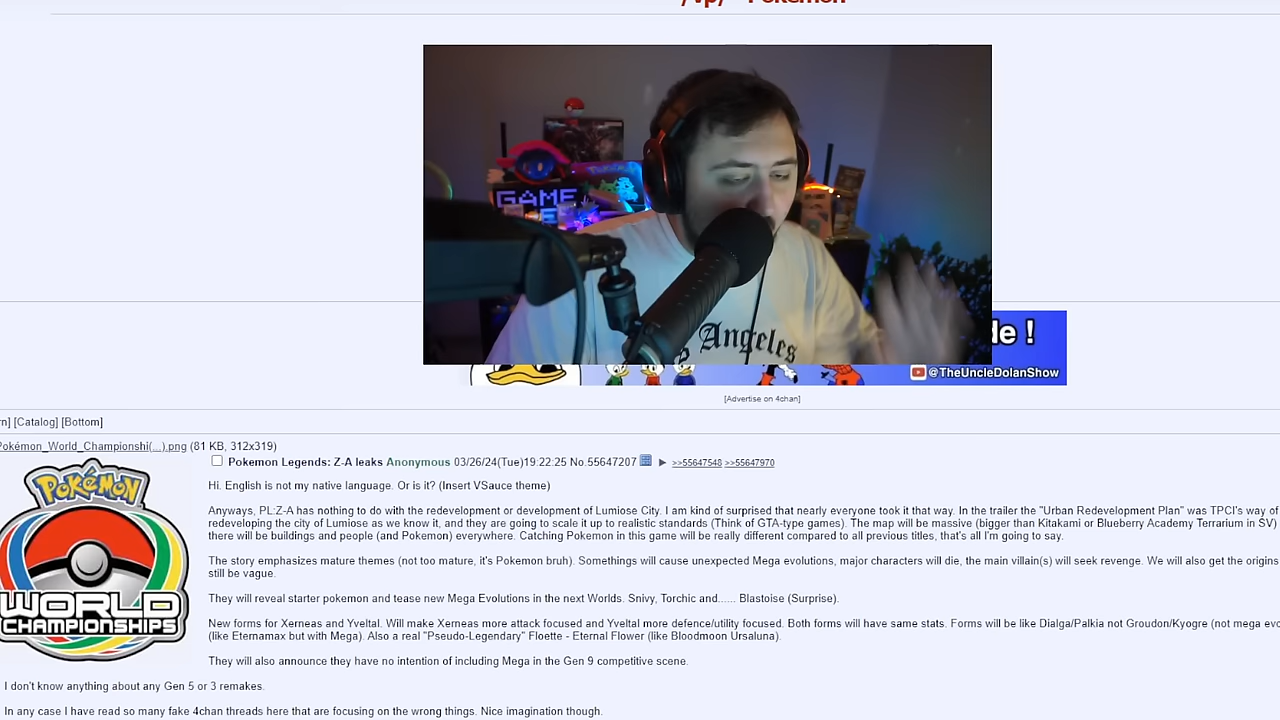 /vp/ - Pokémon
GAME
Angeles
de !
@TheUncleDolanShow
[Advertise on 4chan]
[Catalog] [Bottom]
Pokémon_World_Championshi(...).png (81 KB, 312x319)
Pokemon Legends: Z-A leaks Anonymous 03/26/24(Tue)19:22:25 No.55647207 ▶ >>55647548 >>55647970
Hi. English is not my native language. Or is it? (Insert VSauce theme)
Anyways, PL:Z-A has nothing to do with the redevelopment or development of Lumiose City. I am kind of surprised that nearly everyone took it that way. In the trailer the "Urban Redevelopment Plan" was TPCI's way of
redeveloping the city of Lumiose as we know it, and they are going to scale it up to realistic standards (Think of GTA-type games). The map will be massive (bigger than Kitakami or Blueberry Academy Terrarium in SV)
there will be buildings and people (and Pokemon) everywhere. Catching Pokemon in this game will be really different compared to all previous titles, that's all I'm going to say.
The story emphasizes mature themes (not too mature, it's Pokemon bruh). Somethings will cause unexpected Mega evolutions, major characters will die, the main villain(s) will seek revenge. We will also get the origins
still be vague.
They will reveal starter pokemon and tease new Mega Evolutions in the next Worlds. Snivy, Torchic and...... Blastoise (Surprise).
New forms for Xerneas and Yveltal. Will make Xerneas more attack focused and Yveltal more defence/utility focused. Both forms will have same stats. Forms will be like Dialga/Palkia not Groudon/Kyogre (not mega evo
(like Eternamax but with Mega). Also a real "Pseudo-Legendary" Floette - Eternal Flower (like Bloodmoon Ursaluna).
They will also announce they have no intention of including Mega in the Gen 9 competitive scene.
Pokémon
WORLD
CHAMPIONSHIPS
I don't know anything about any Gen 5 or 3 remakes.
In any case I have read so many fake 4chan threads here that are focusing on the wrong things. Nice imagination though.